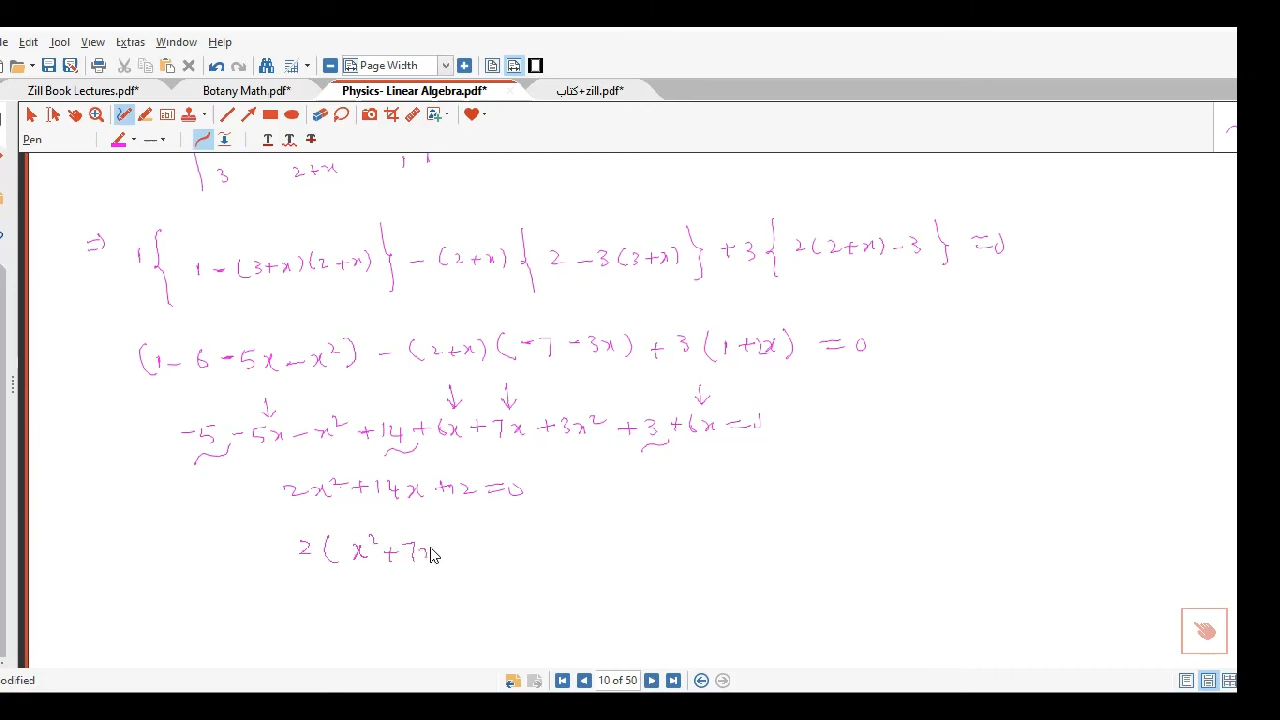 Edit Tool View Extras Window Help
Page Width
Zill Book Lectures.pdf* Botany Math.pdf* Physics- Linear Algebra.pdf* كتاب+zill.pdf*
Pen
3 2+x 1
=) 1 { 1 - (3+x)(2+x) } - (2+x) { 2 - 3(3+x) } + 3 { 2(2+x) - 3 } = 0
(1 - 6 - 5x - x² ) - (2+x) ( -7 - 3x) + 3 ( 1 + 2x ) = 0
-5 - 5x - x² + 14 + 6x + 7x + 3x² + 3 + 6x =
2x² + 14x + 12 = 0
2 ( x² + 7x
odified 10 of 50